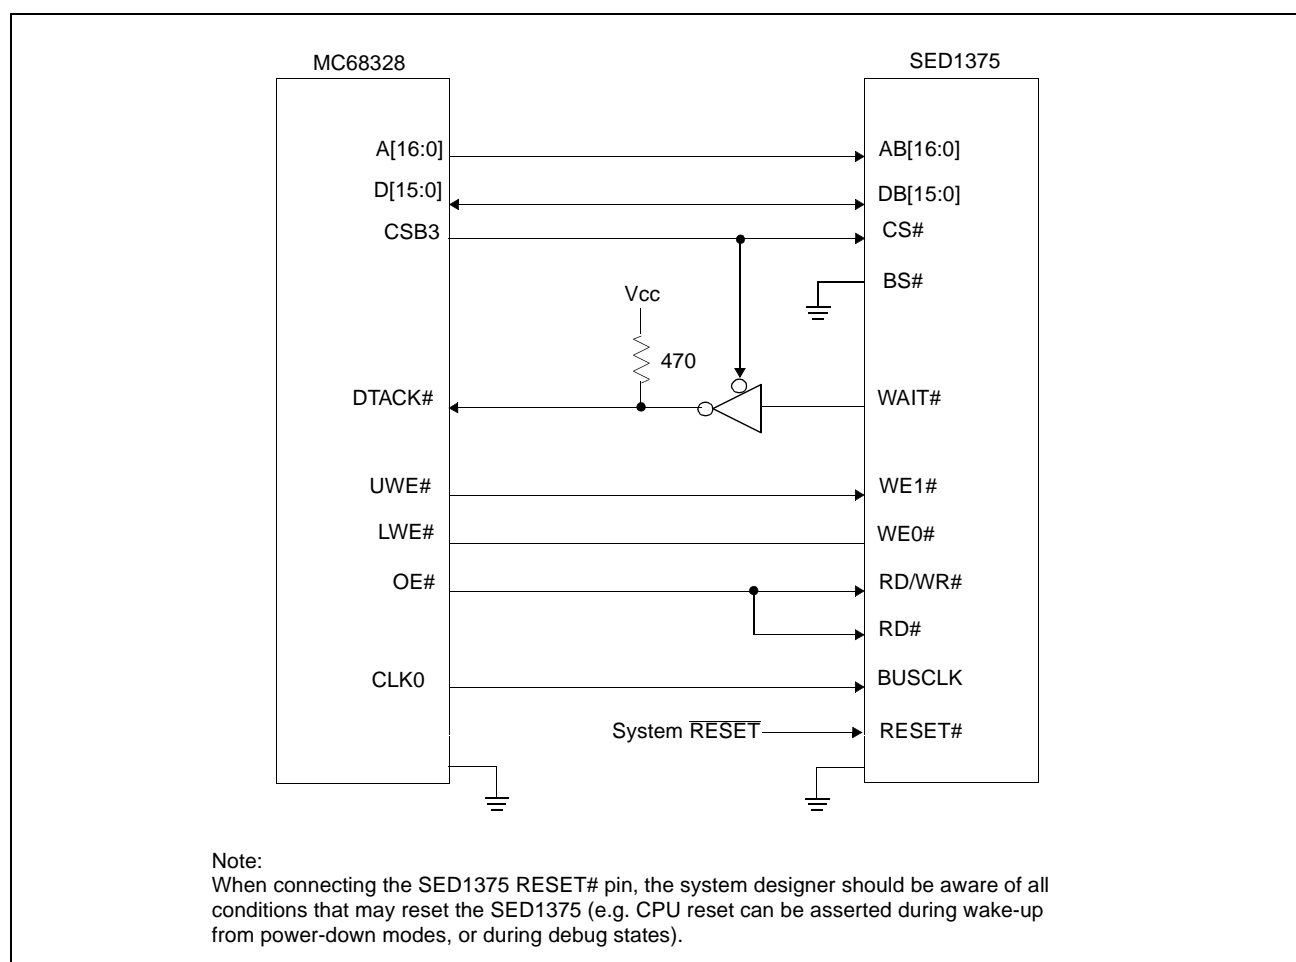 MC68328 SED1375
A[16:0] AB[16:0]
D[15:0] DB[15:0]
CSB3 CS#
BS#
Vcc
470
DTACK# WAIT#
UWE# WE1#
LWE# WE0#
OE# RD/WR#
RD#
CLK0 BUSCLK
System RESET RESET#
Note:
When connecting the SED1375 RESET# pin, the system designer should be aware of all
conditions that may reset the SED1375 (e.g. CPU reset can be asserted during wake-up
from power-down modes, or during debug states).